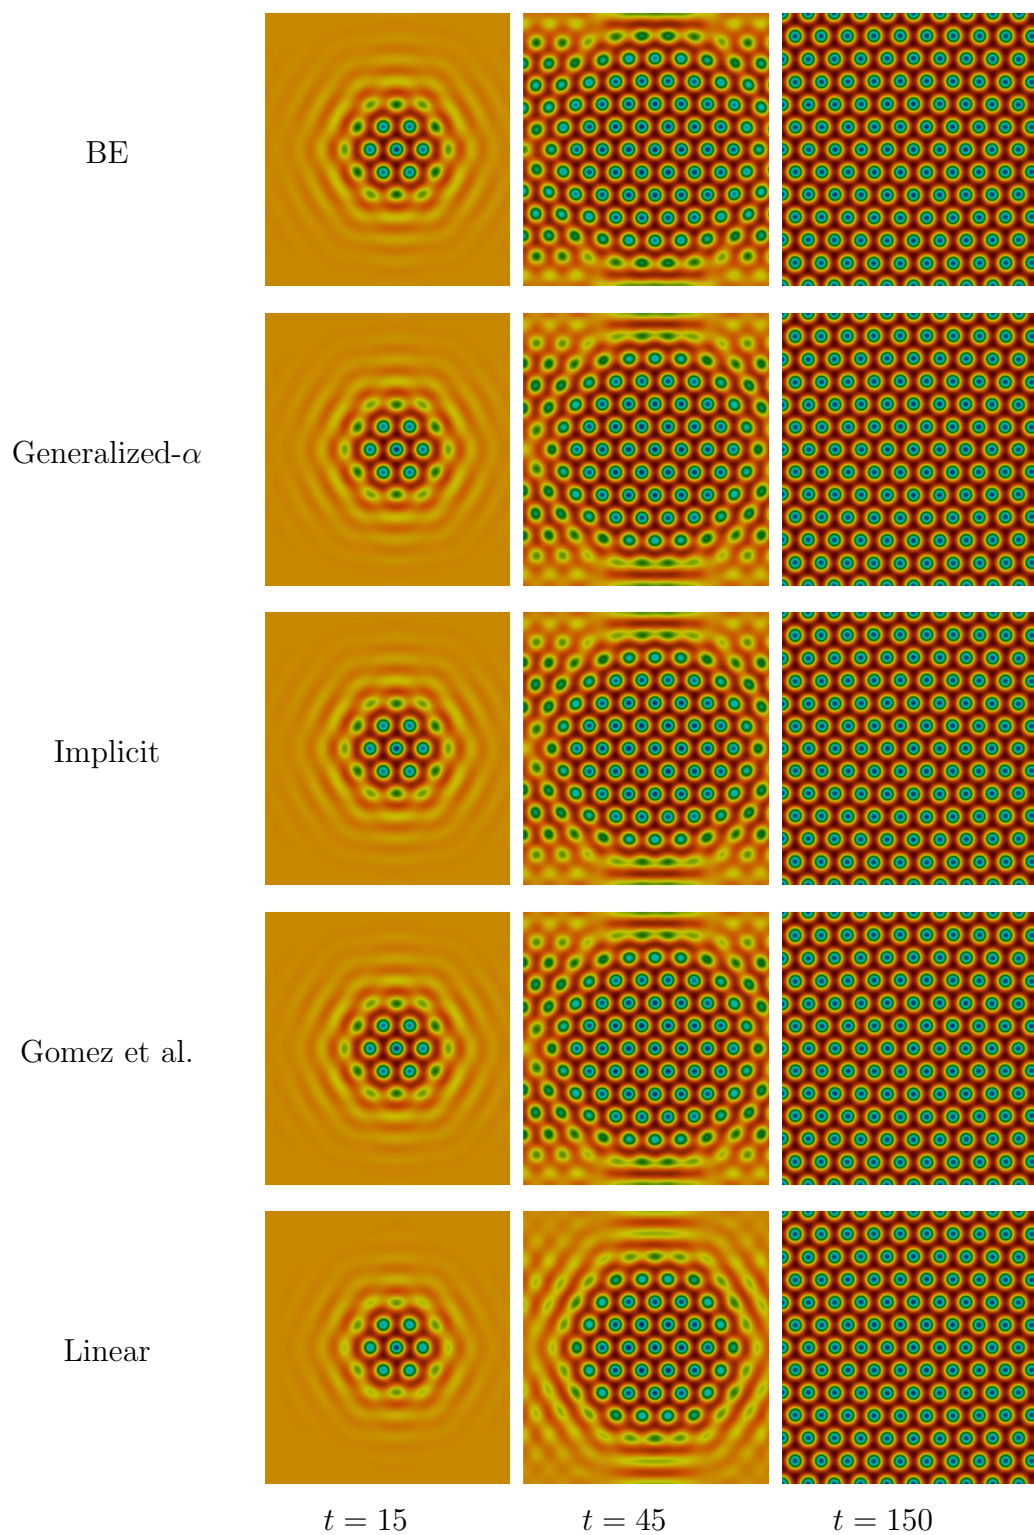 BE
Generalized-α
Implicit
Gomez et al.
Linear
t = 15 t = 45 t = 150